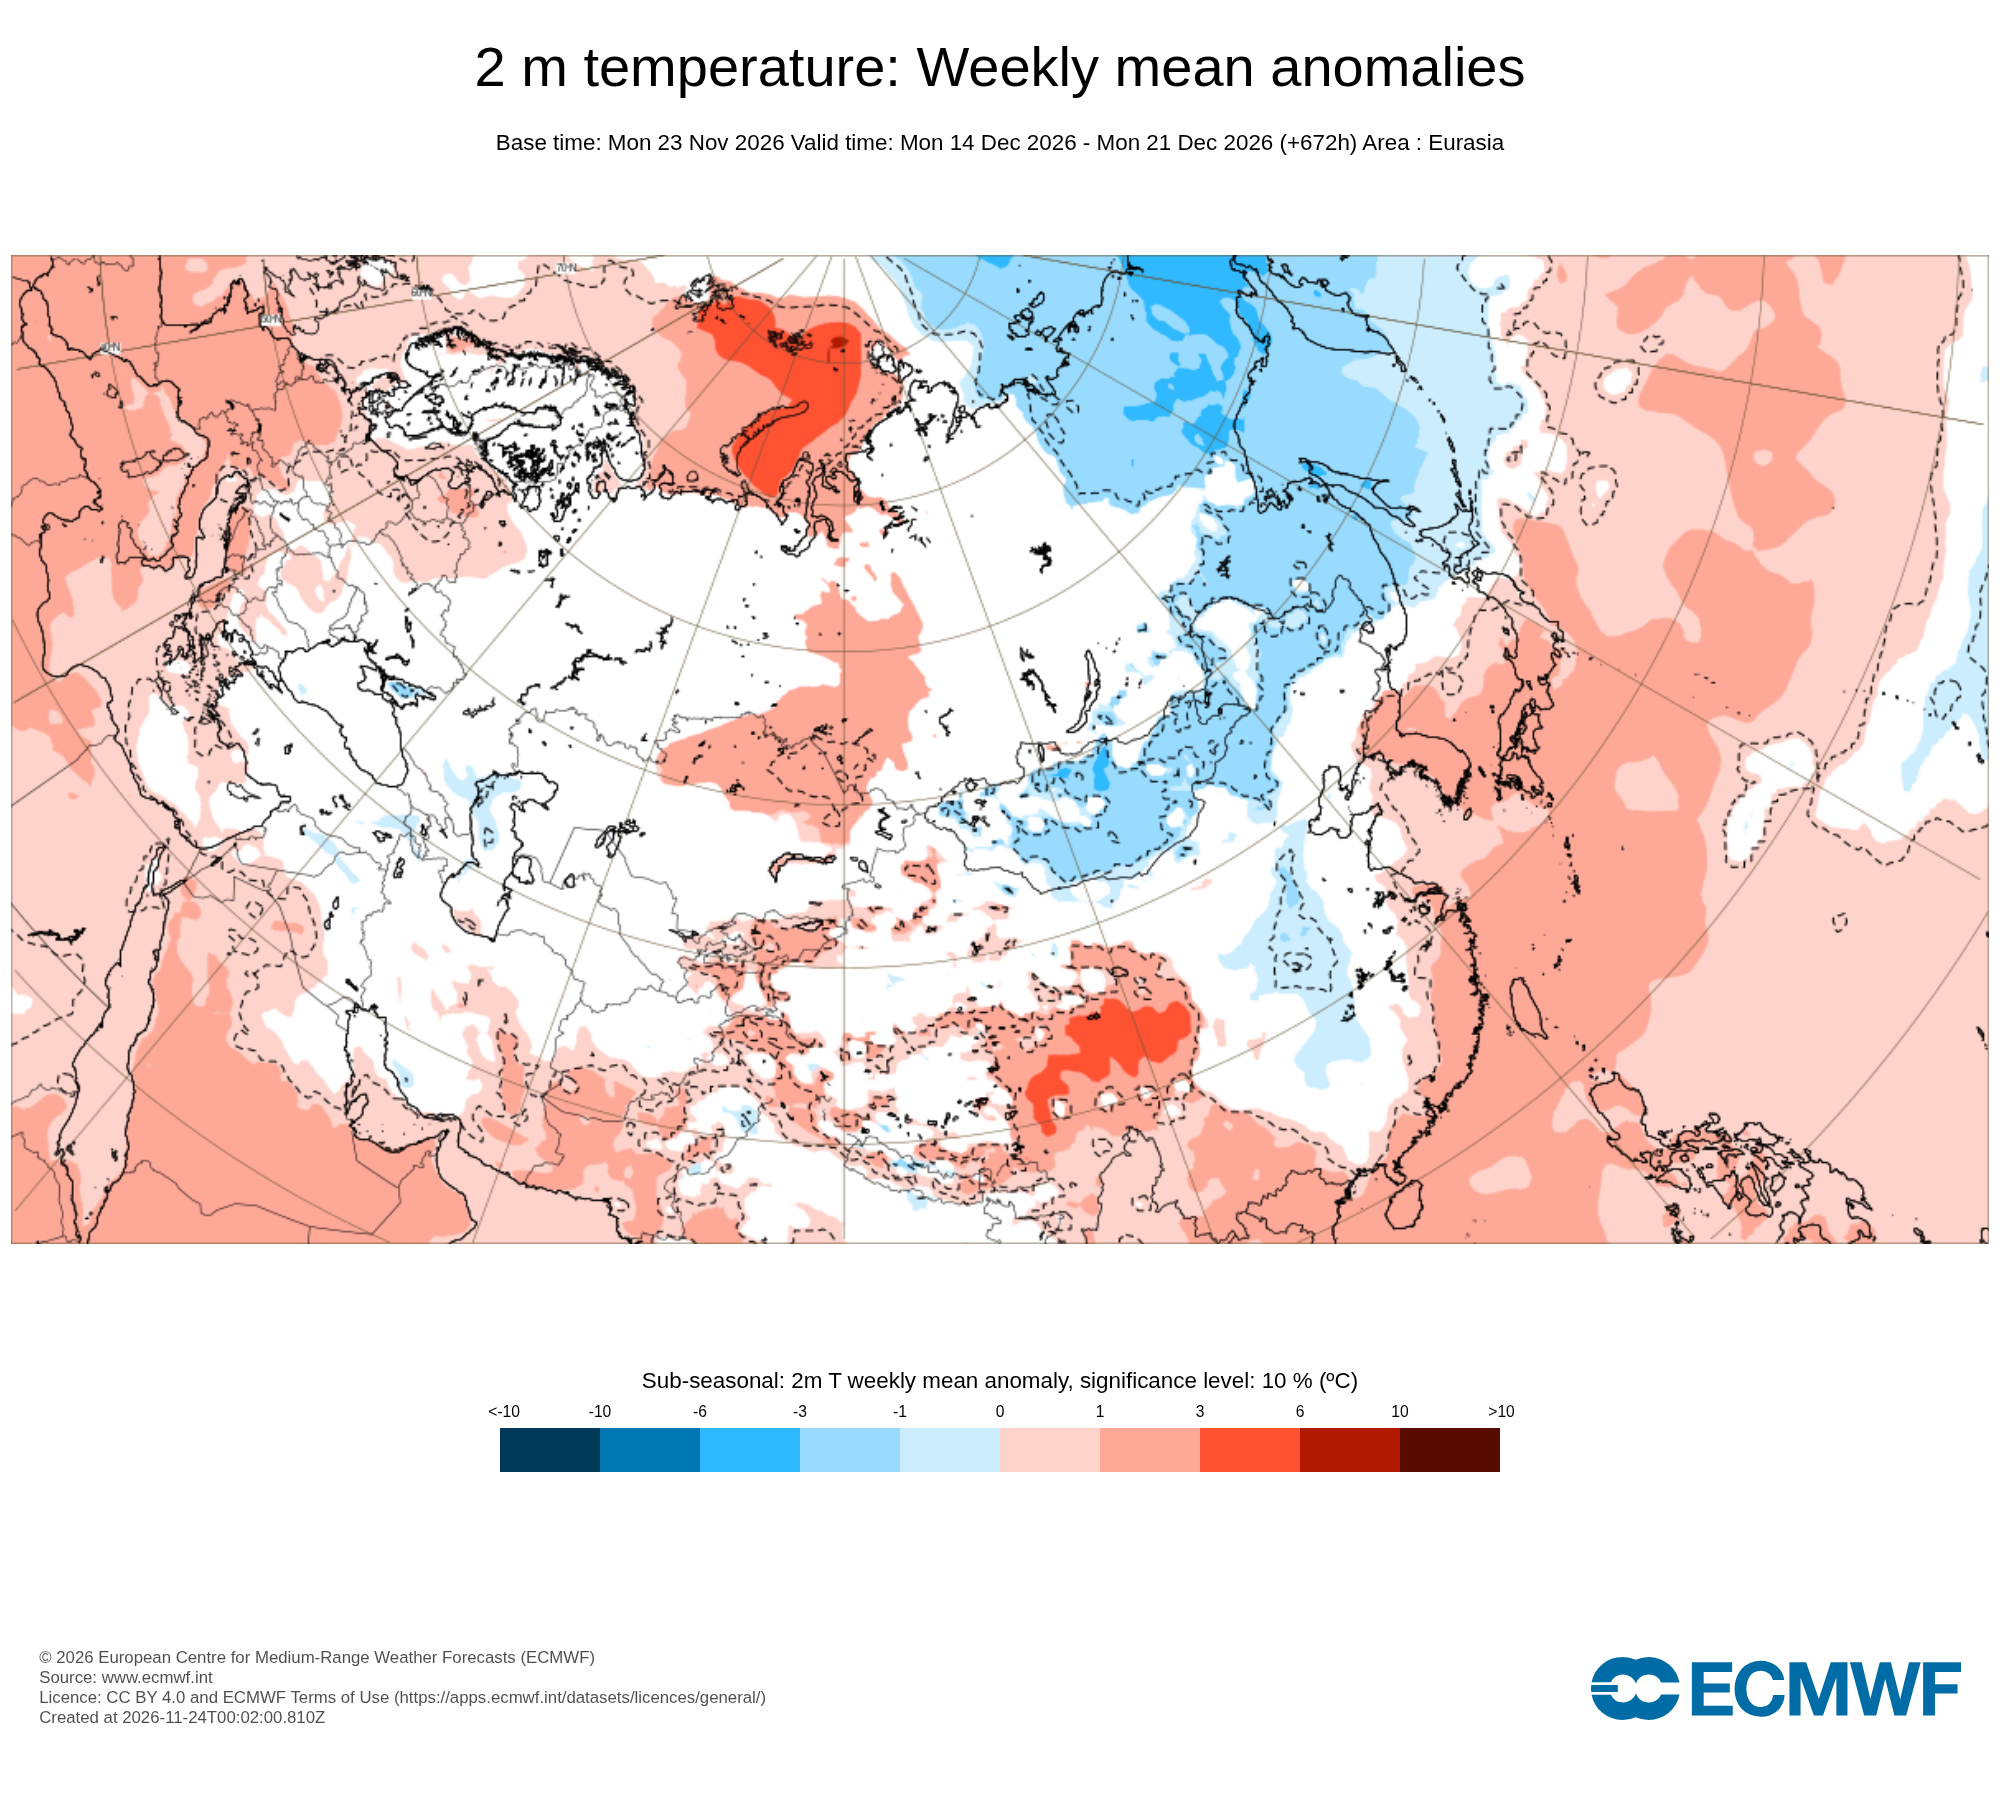 2 m temperature: Weekly mean anomalies
Base time: Mon 23 Nov 2026 Valid time: Mon 14 Dec 2026 - Mon 21 Dec 2026 (+672h) Area : Eurasia
70°N
60°N
50°N
40°N
Sub-seasonal: 2m T weekly mean anomaly, significance level: 10 % (ºC)
<-10 -10 -6 -3 -1 0 1 3 6 10 >10
© 2026 European Centre for Medium-Range Weather Forecasts (ECMWF)
Source: www.ecmwf.int
Licence: CC BY 4.0 and ECMWF Terms of Use (https://apps.ecmwf.int/datasets/licences/general/)
Created at 2026-11-24T00:02:00.810Z
ECMWF